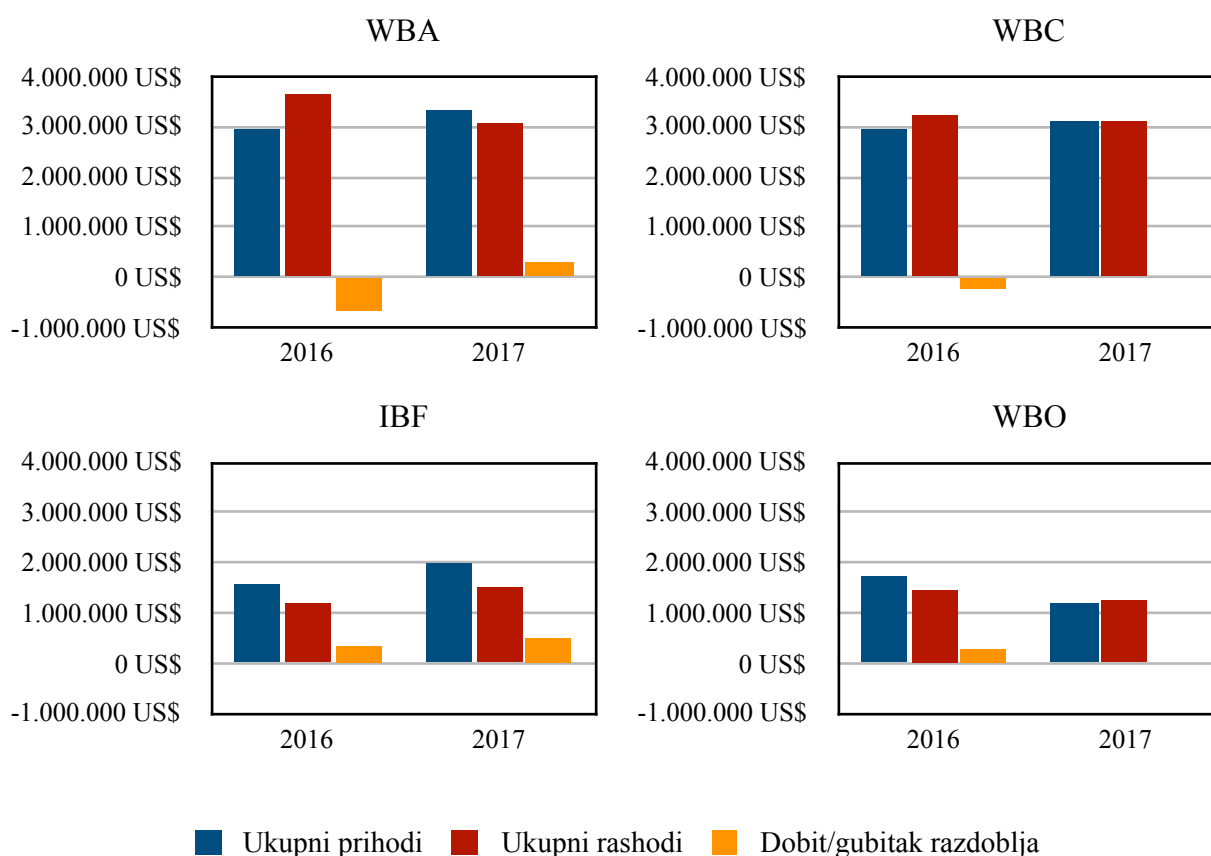 WBA
4.000.000 US$
3.000.000 US$
2.000.000 US$
1.000.000 US$
0 US$
-1.000.000 US$
2016 2017
WBC
4.000.000 US$
3.000.000 US$
2.000.000 US$
1.000.000 US$
0 US$
-1.000.000 US$
2016 2017
IBF
4.000.000 US$
3.000.000 US$
2.000.000 US$
1.000.000 US$
0 US$
-1.000.000 US$
2016 2017
WBO
4.000.000 US$
3.000.000 US$
2.000.000 US$
1.000.000 US$
0 US$
-1.000.000 US$
2016 2017
Ukupni prihodi Ukupni rashodi Dobit/gubitak razdoblja